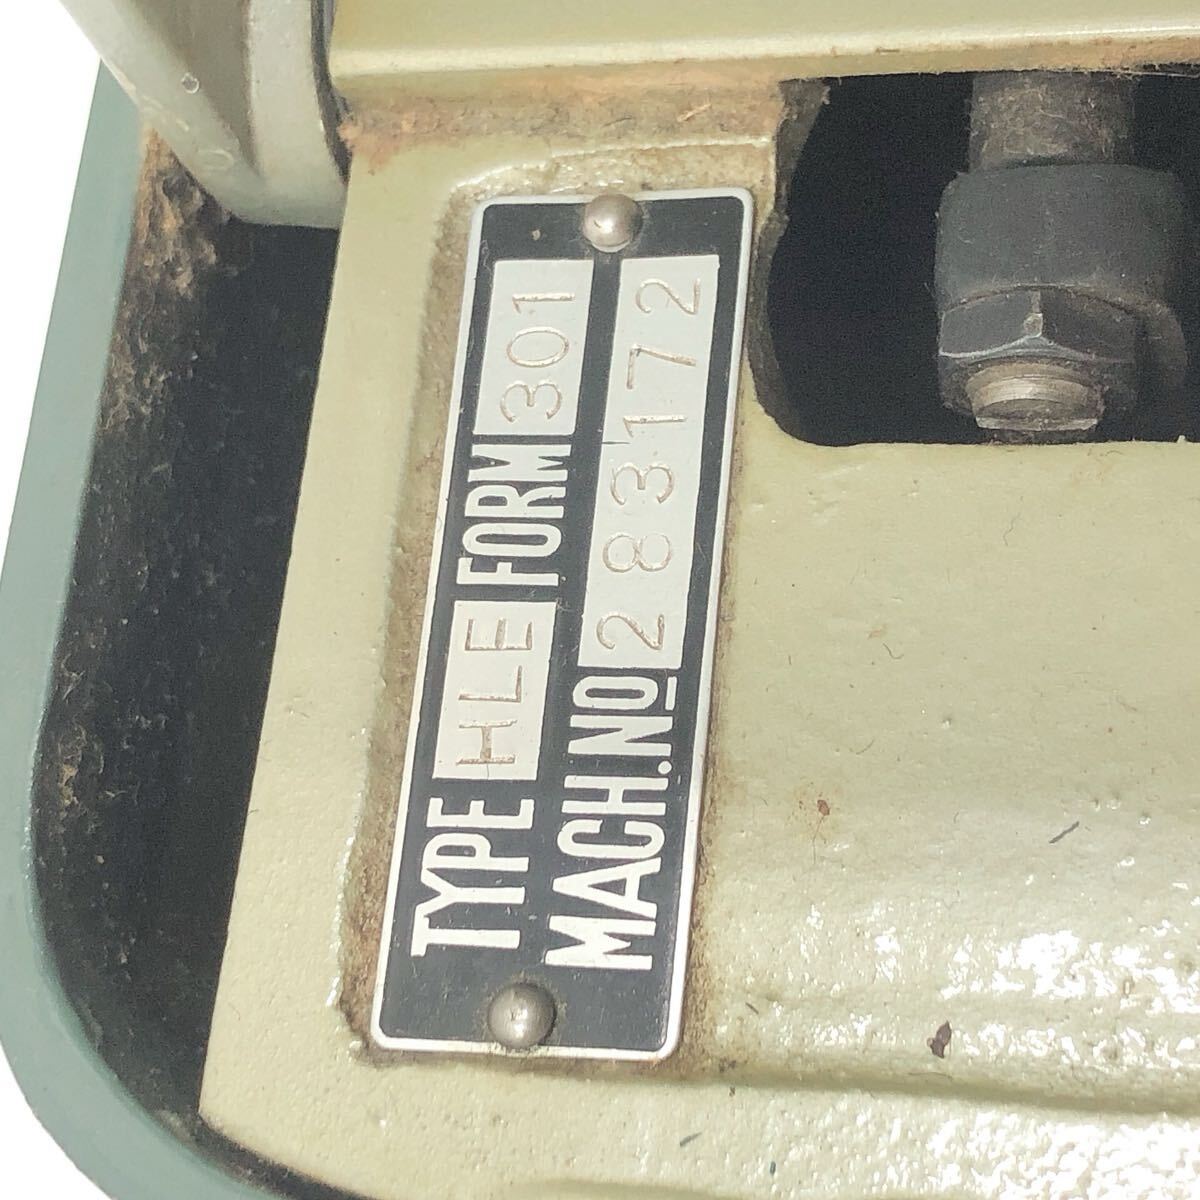 TYPE HLE FORM 301
MACH.No 283172